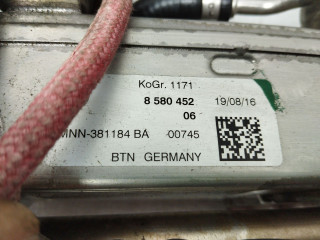 KoGr. 1171
8 580 452 19/08/16
06
MNN-381184 BA 00745
BTN GERMANY